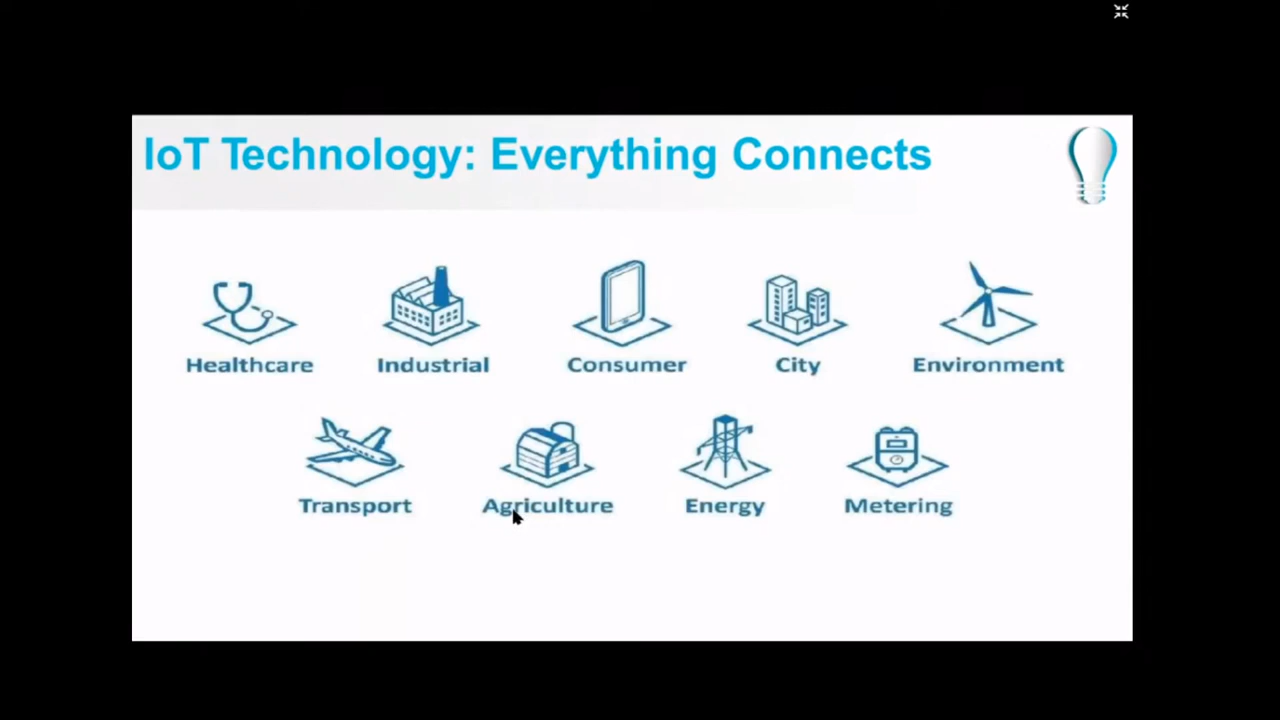 IoT Technology: Everything Connects
Healthcare Industrial Consumer City Environment
Transport Agriculture Energy Metering